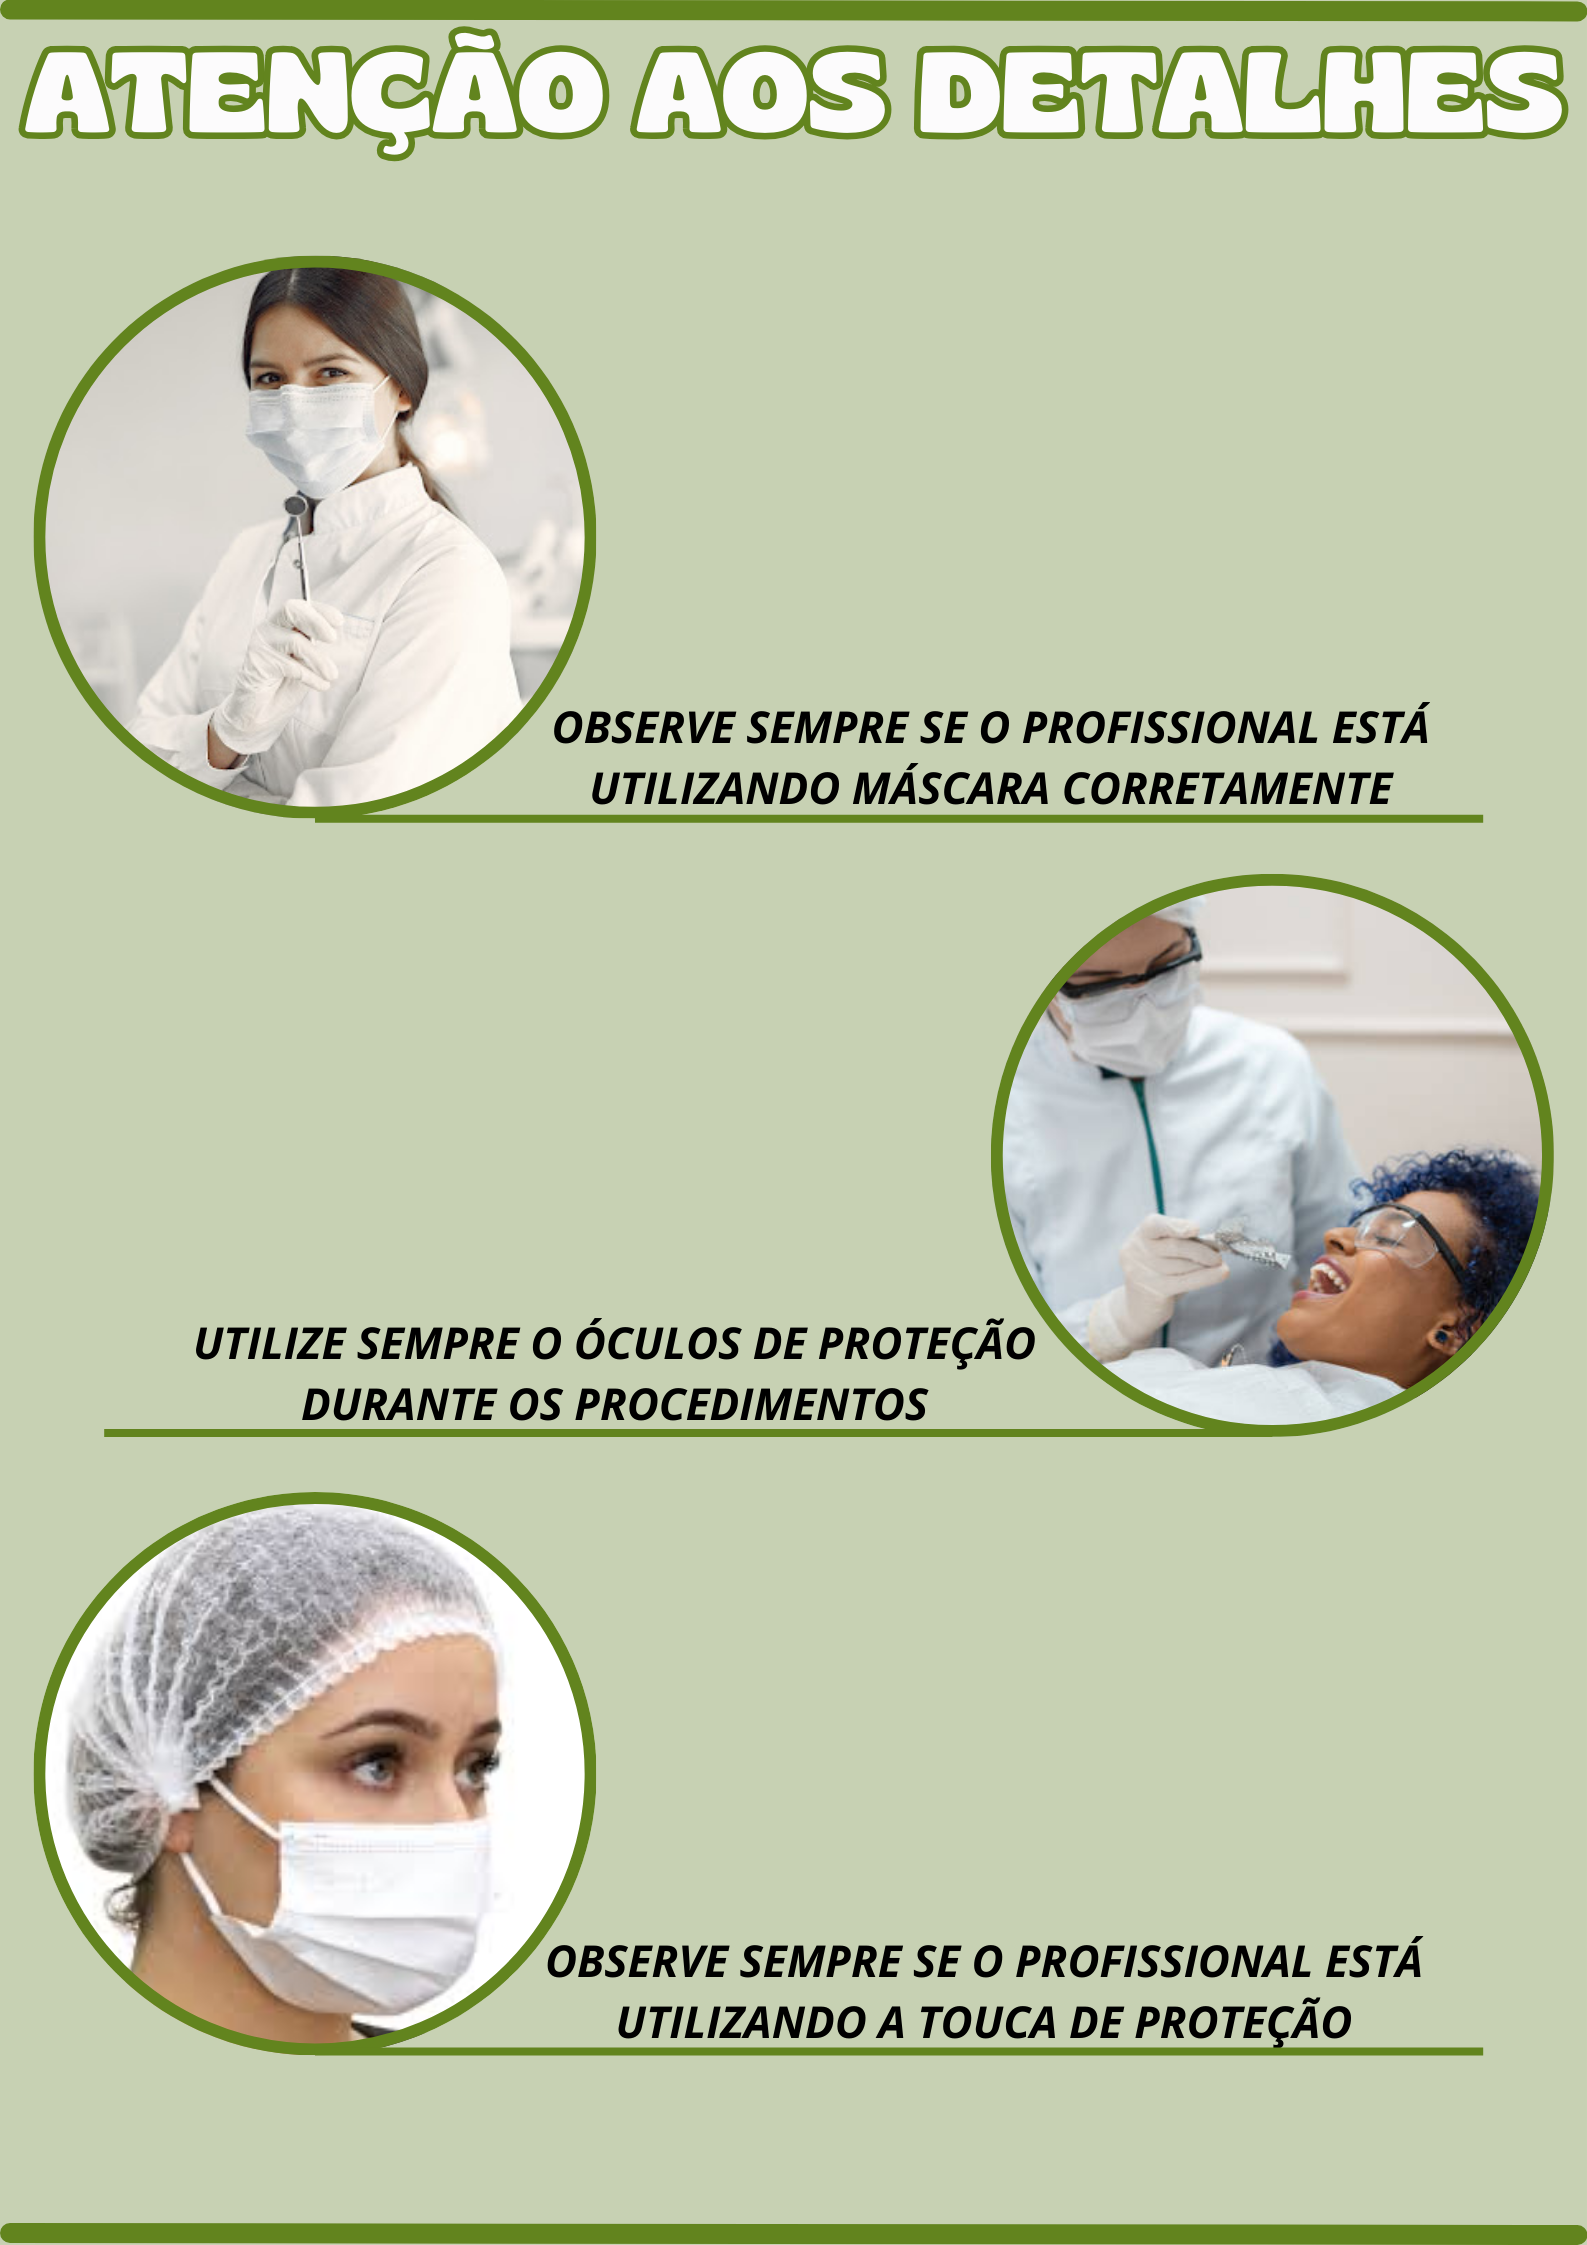 ATENÇÃO AOS DETALHES
OBSERVE SEMPRE SE O PROFISSIONAL ESTÁ
UTILIZANDO MÁSCARA CORRETAMENTE
UTILIZE SEMPRE O ÓCULOS DE PROTEÇÃO
DURANTE OS PROCEDIMENTOS
OBSERVE SEMPRE SE O PROFISSIONAL ESTÁ
UTILIZANDO A TOUCA DE PROTEÇÃO